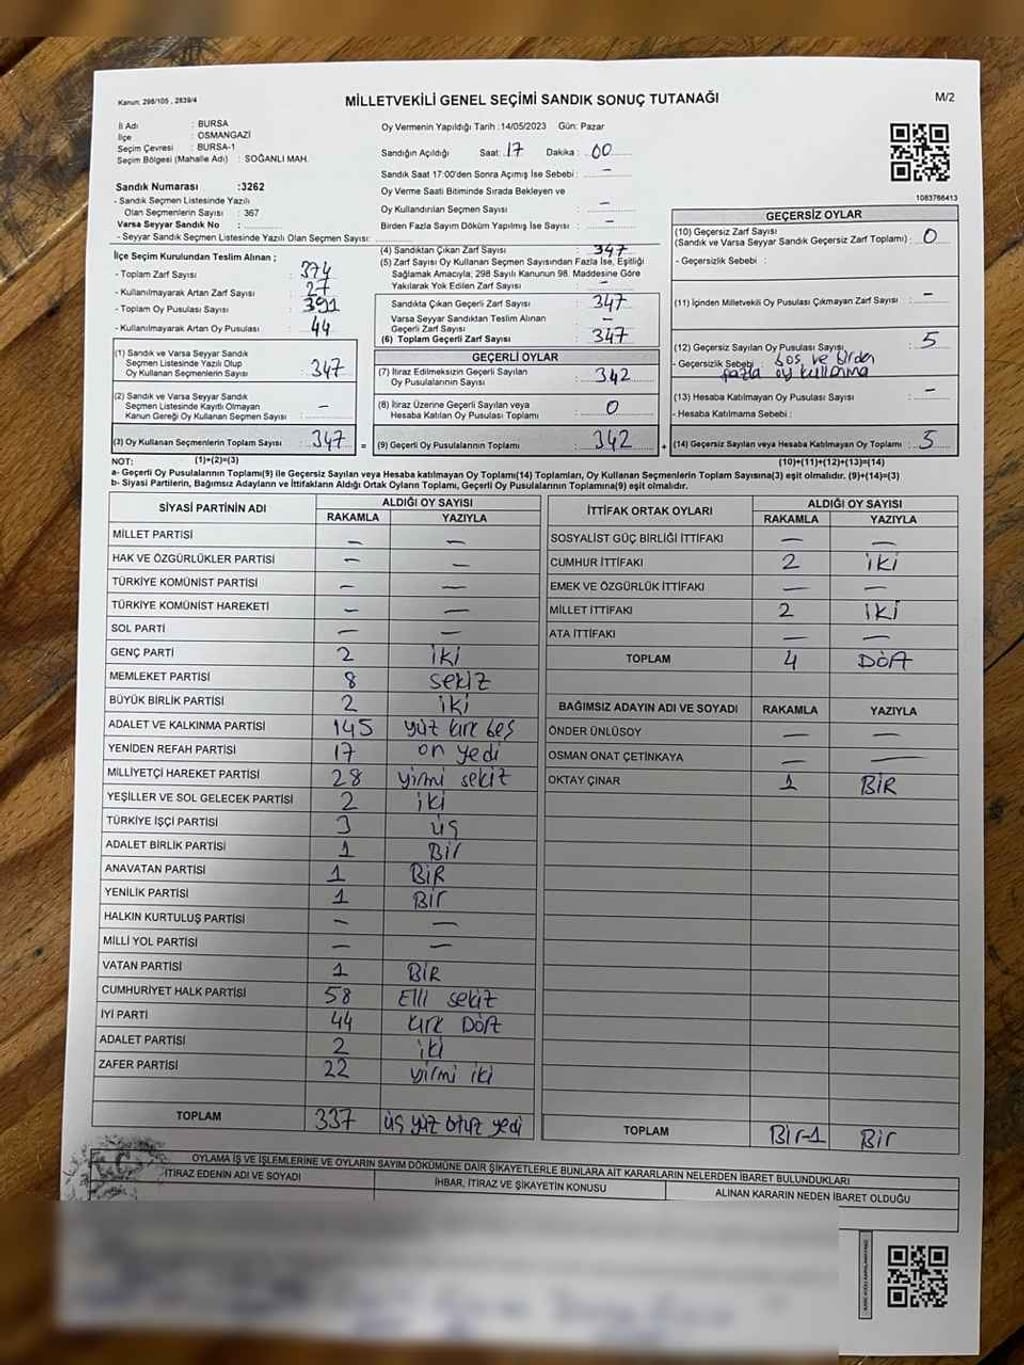 Kanun: 298/105 , 2839/4
MİLLETVEKİLİ GENEL SEÇİMİ SANDIK SONUÇ TUTANAĞI
M/2
İl Adı : BURSA
İlçe : OSMANGAZİ
Seçim Çevresi : BURSA-1
Seçim Bölgesi (Mahalle Adı) : SOĞANLI MAH.
Sandık Numarası :3262
- Sandık Seçmen Listesinde Yazılı
Olan Seçmenlerin Sayısı : 367
Varsa Seyyar Sandık No :
- Seyyar Sandık Seçmen Listesinde Yazılı Olan Seçmen Sayısı:
Oy Vermenin Yapıldığı Tarih :14/05/2023 Gün: Pazar
Sandığın Açıldığı Saat: 17 Dakika : 00
Sandık Saat 17:00'den Sonra Açımış İse Sebebi : -
Oy Verme Saati Bitiminde Sırada Bekleyen ve
Oy Kullandırılan Seçmen Sayısı : -
Birden Fazla Sayım Döküm Yapılmış İse Sayısı : -
1083766413
İlçe Seçim Kurulundan Teslim Alınan ;
- Toplam Zarf Sayısı : 374
- Kullanılmayarak Artan Zarf Sayısı : 27
- Toplam Oy Pusulası Sayısı : 391
- Kullanılmayarak Artan Oy Pusulası : 44
(1) Sandık ve Varsa Seyyar Sandık
Seçmen Listesinde Yazılı Olup
Oy Kullanan Seçmenlerin Sayısı : 347
(2) Sandık ve Varsa Seyyar Sandık
Seçmen Listesinde Kayıtlı Olmayan
Kanun Gereği Oy Kullanan Seçmen Sayısı : -
(3) Oy Kullanan Seçmenlerin Toplam Sayısı : 347 =
(4) Sandıktan Çıkan Zarf Sayısı : 347
(5) Zarf Sayısı Oy Kullanan Seçmen Sayısından Fazla İse, Eşitliği
Sağlamak Amacıyla; 298 Sayılı Kanunun 98. Maddesine Göre
Yakılarak Yok Edilen Zarf Sayısı : -
Sandıkta Çıkan Geçerli Zarf Sayısı : 347
Varsa Seyyar Sandıktan Teslim Alınan
Geçerli Zarf Sayısı : -
(6) Toplam Geçerli Zarf Sayısı : 347
GEÇERLİ OYLAR
(7) İtiraz Edilmeksizin Geçerli Sayılan
Oy Pusulalarının Sayısı : 342
(8) İtiraz Üzerine Geçerli Sayılan veya
Hesaba Katılan Oy Pusulası Toplamı : 0
(9) Geçerli Oy Pusulalarının Toplamı : 342 +
GEÇERSİZ OYLAR
(10) Geçersiz Zarf Sayısı
(Sandık ve Varsa Seyyar Sandık Geçersiz Zarf Toplamı) : 0
- Geçersizlik Sebebi :
(11) İçinden Milletvekili Oy Pusulası Çıkmayan Zarf Sayısı : -
(12) Geçersiz Sayılan Oy Pusulası Sayısı : 5
- Geçersizlik Sebebi : boş ve birden
fazla oy kullanma
(13) Hesaba Katılmayan Oy Pusulası Sayısı : -
- Hesaba Katılmama Sebebi :
(14) Geçersiz Sayılan veya Hesaba Katılmayan Oy Toplamı : 5
NOT: (1)+(2)=(3) (10)+(11)+(12)+(13)=(14)
a- Geçerli Oy Pusulalarının Toplamı(9) ile Geçersiz Sayılan veya Hesaba katılmayan Oy Toplamı(14) Toplamları, Oy Kullanan Seçmenlerin Toplam Sayısına(3) eşit olmalıdır. (9)+(14)=(3)
b- Siyasi Partilerin, Bağımsız Adayların ve İttifakların Aldığı Ortak Oyların Toplamı, Geçerli Oy Pusulalarının Toplamına(9) eşit olmalıdır.
SİYASİ PARTİNİN ADI ALDIĞI OY SAYISI
RAKAMLA YAZIYLA
MİLLET PARTİSİ - -
HAK VE ÖZGÜRLÜKLER PARTİSİ - -
TÜRKİYE KOMÜNİST PARTİSİ - -
TÜRKİYE KOMÜNİST HAREKETİ - -
SOL PARTİ - -
GENÇ PARTİ 2 iki
MEMLEKET PARTİSİ 8 sekiz
BÜYÜK BİRLİK PARTİSİ 2 iki
ADALET VE KALKINMA PARTİSİ 145 yüz kırk beş
YENİDEN REFAH PARTİSİ 17 on yedi
MİLLİYETÇİ HAREKET PARTİSİ 28 yirmi sekiz
YEŞİLLER VE SOL GELECEK PARTİSİ 2 iki
TÜRKİYE İŞÇİ PARTİSİ 3 üç
ADALET BİRLİK PARTİSİ 1 Bir
ANAVATAN PARTİSİ 1 BİR
YENİLİK PARTİSİ 1 Bir
HALKIN KURTULUŞ PARTİSİ - -
MİLLİ YOL PARTİSİ - -
VATAN PARTİSİ 1 BİR
CUMHURİYET HALK PARTİSİ 58 Elli sekiz
İYİ PARTİ 44 kırk Dört
ADALET PARTİSİ 2 iki
ZAFER PARTİSİ 22 yirmi iki
TOPLAM 337 üç yüz otuz yedi
İTTİFAK ORTAK OYLARI ALDIĞI OY SAYISI
RAKAMLA YAZIYLA
SOSYALİST GÜÇ BİRLİĞİ İTTİFAKI - -
CUMHUR İTTİFAKI 2 iki
EMEK VE ÖZGÜRLÜK İTTİFAKI - -
MİLLET İTTİFAKI 2 iki
ATA İTTİFAKI - -
TOPLAM 4 DÖRT
BAĞIMSIZ ADAYIN ADI VE SOYADI RAKAMLA YAZIYLA
ÖNDER ÜNLÜSOY - -
OSMAN ONAT ÇETİNKAYA - -
OKTAY ÇINAR 1 BİR
TOPLAM Bir-1 Bir
OYLAMA İŞ VE İŞLEMLERİNE VE OYLARIN SAYIM DÖKÜMÜNE DAİR ŞİKAYETLERLE BUNLARA AİT KARARLARIN NELERDEN İBARET BULUNDUKLARI
İTİRAZ EDENİN ADI VE SOYADI İHBAR, İTİRAZ VE ŞİKAYETİN KONUSU ALINAN KARARIN NEDEN İBARET OLDUĞU